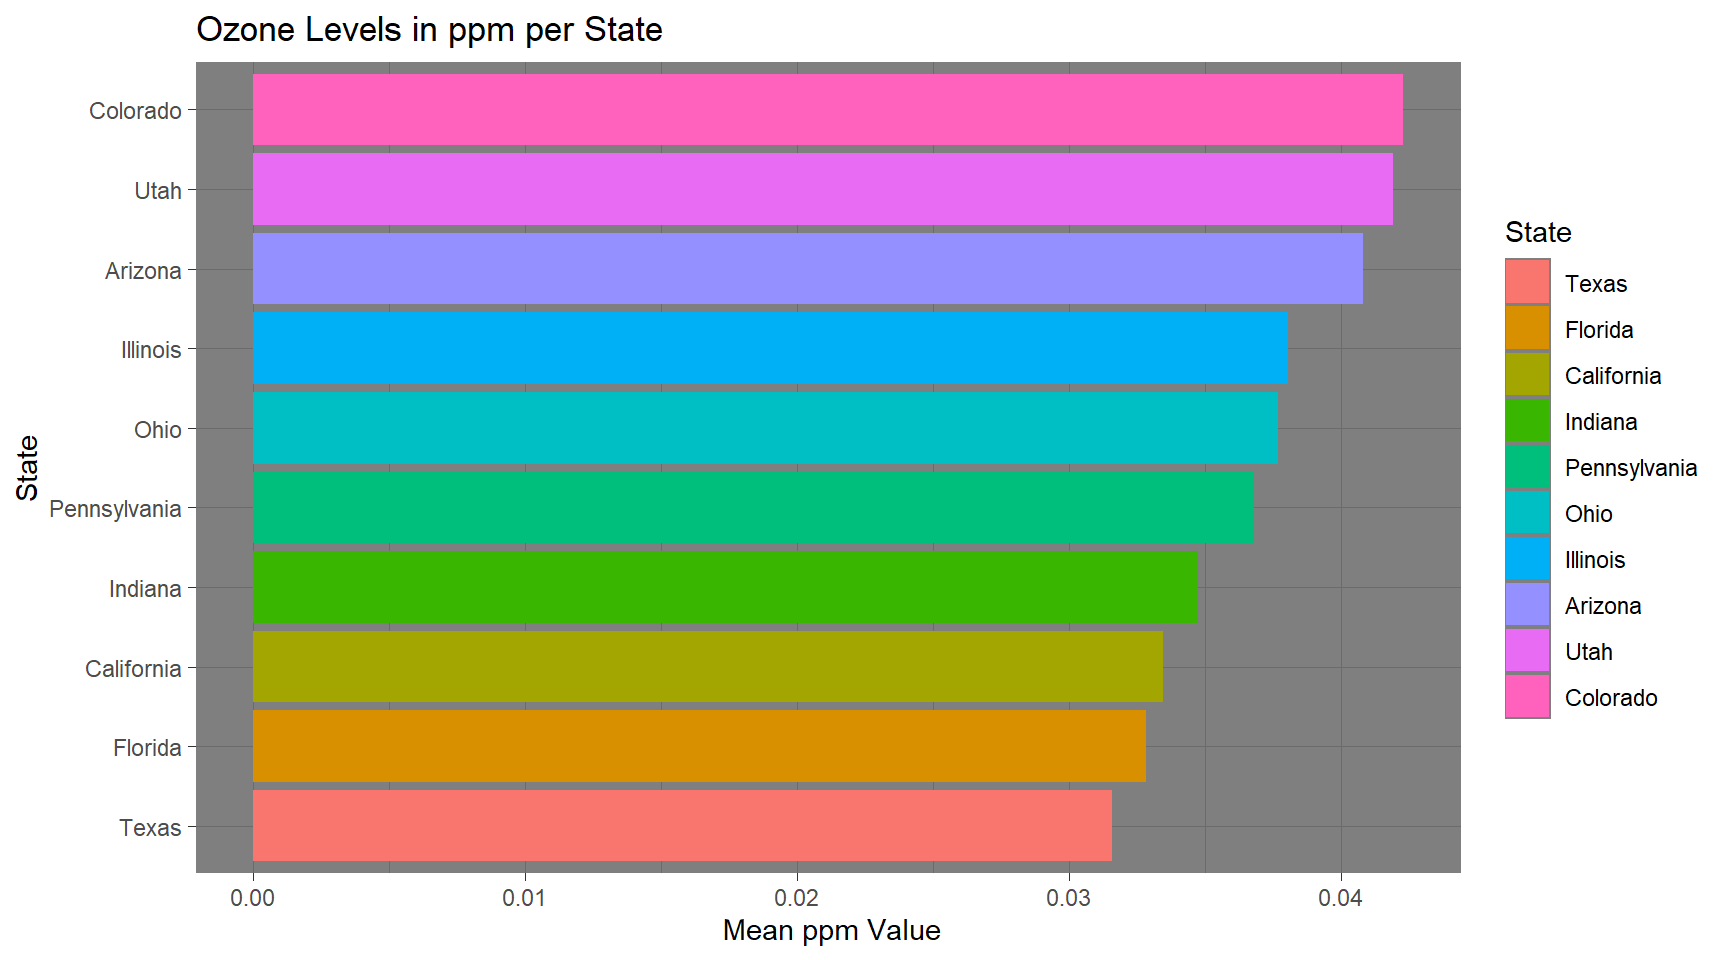 Ozone Levels in ppm per State
State
Colorado
Utah
Arizona
Illinois
Ohio
Pennsylvania
Indiana
California
Florida
Texas
0.00 0.01 0.02 0.03 0.04
Mean ppm Value
State
Texas
Florida
California
Indiana
Pennsylvania
Ohio
Illinois
Arizona
Utah
Colorado